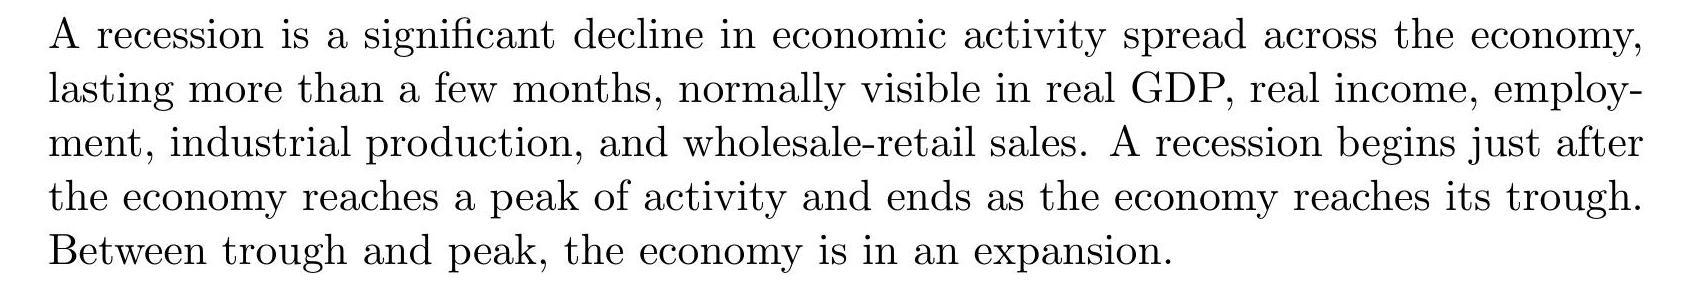 A recession is a significant decline in economic activity spread across the economy,
lasting more than a few months, normally visible in real GDP, real income, employ-
ment, industrial production, and wholesale-retail sales. A recession begins just after
the economy reaches a peak of activity and ends as the economy reaches its trough.
Between trough and peak, the economy is in an expansion.